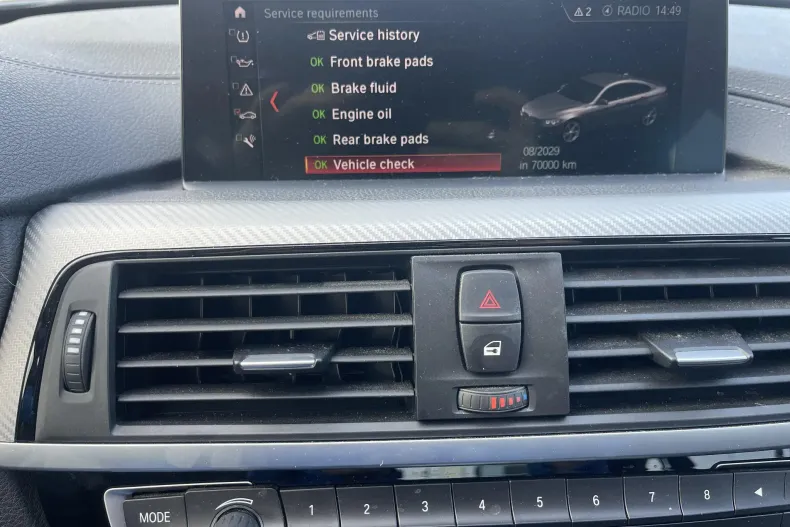 Service requirements
2 RADIO 14:49
Service history
OK Front brake pads
OK Brake fluid
OK Engine oil
OK Rear brake pads
OK Vehicle check
08/2029
in 70000 km
MODE 1 2 3 4 5 6 7 8